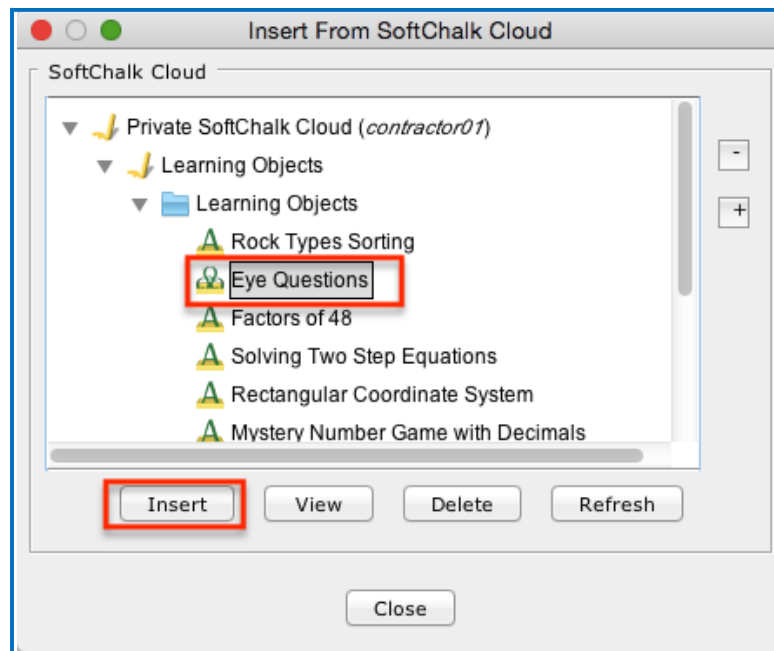 Insert From SoftChalk Cloud
SoftChalk Cloud
Private SoftChalk Cloud (contractor01)
Learning Objects
Learning Objects
A Rock Types Sorting
Eye Questions
A Factors of 48
A Solving Two Step Equations
A Rectangular Coordinate System
A Mystery Number Game with Decimals
-
+
Insert View Delete Refresh
Close